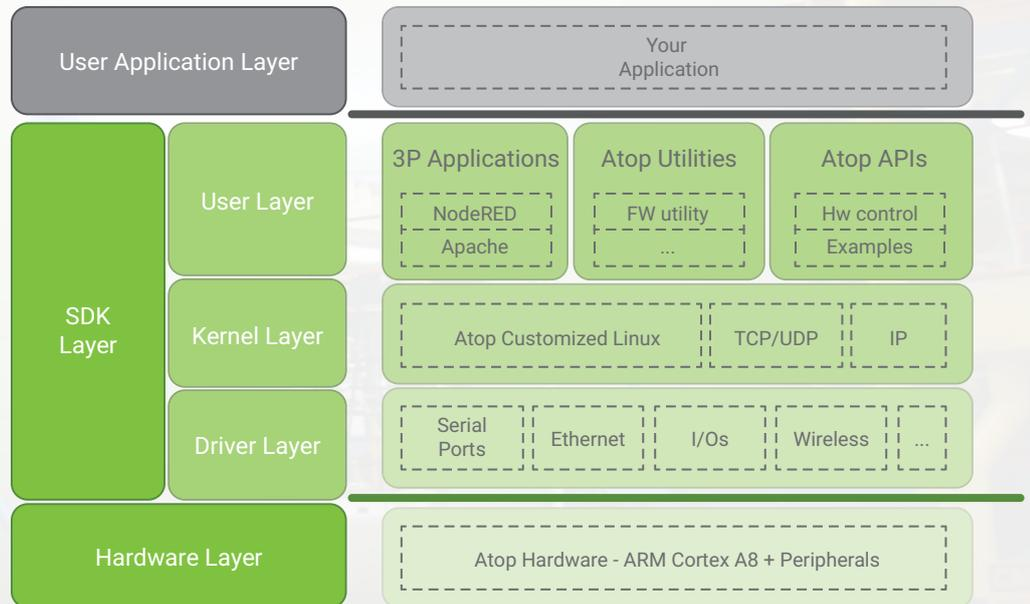 User Application Layer
Your
Application
SDK
Layer
User Layer
3P Applications
NodeRED
Apache
Atop Utilities
FW utility
...
Atop APIs
Hw control
Examples
Kernel Layer
Atop Customized Linux
TCP/UDP
IP
Driver Layer
Serial
Ports
Ethernet
I/Os
Wireless
...
Hardware Layer
Atop Hardware - ARM Cortex A8 + Peripherals